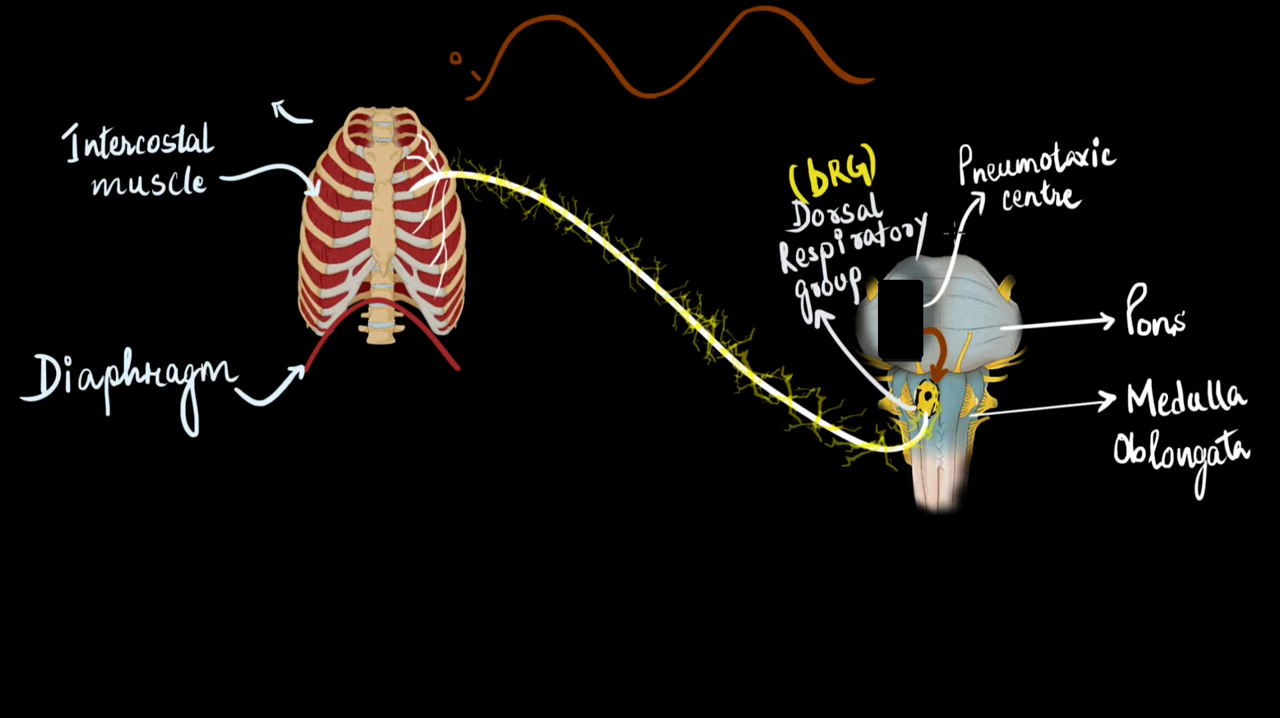 Intercostal
muscle
Diaphragm
(DRG)
Dorsal
Respiratory
group
Pneumotaxic
centre
Pons
Medulla
Oblongata